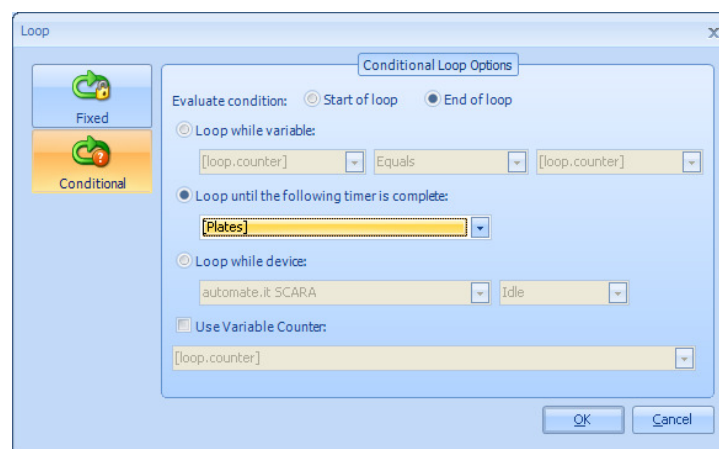 Loop
x
Conditional Loop Options
Fixed
Conditional
Evaluate condition: Start of loop End of loop
Loop while variable:
[loop.counter] Equals [loop.counter]
Loop until the following timer is complete:
[Plates]
Loop while device:
automate.it SCARA Idle
Use Variable Counter:
[loop.counter]
OK Cancel